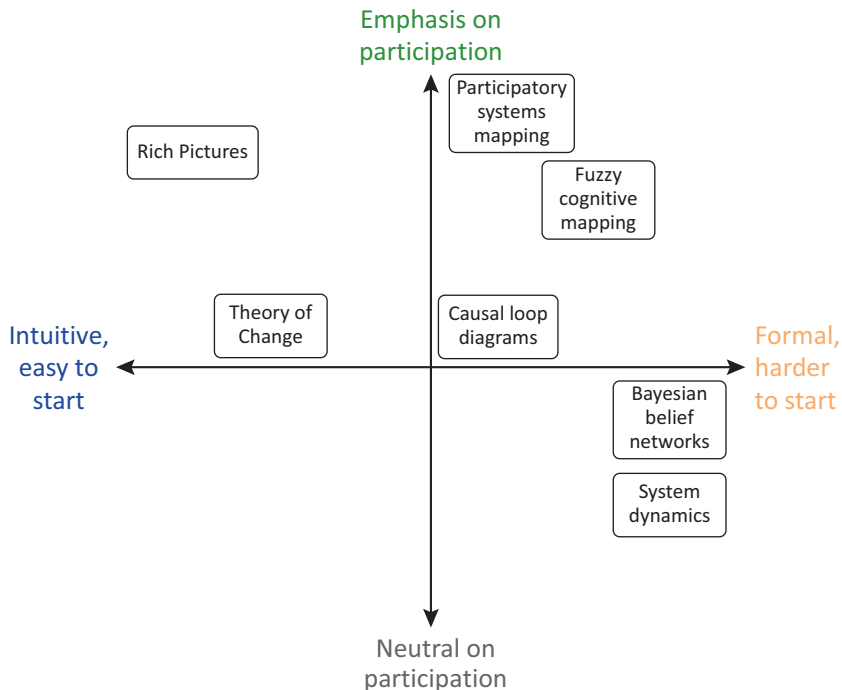 Emphasis on
participation
Participatory
systems
mapping
Rich Pictures
Fuzzy
cognitive
mapping
Theory of
Change
Causal loop
diagrams
Intuitive,
easy to
start
Formal,
harder
to start
Bayesian
belief
networks
System
dynamics
Neutral on
participation